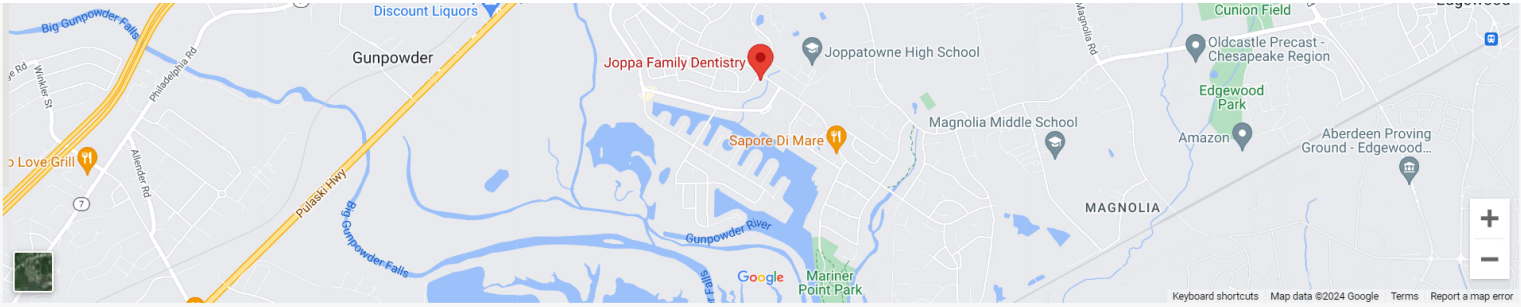 Big Gunpowder Falls
Discount Liquors
Cunion Field
Gunpowder
Joppa Family Dentistry
Joppatowne High School
Magnolia Rd
Oldcastle Precast -
Chesapeake Region
Winkler St
Philadelphia Rd
Edgewood
Park
Magnolia Middle School
Sapore Di Mare
Amazon
Aberdeen Proving
Ground - Edgewood...
Love Grill
Allender Rd
Pulaski Hwy
7
7
MAGNOLIA
Big Gunpowder Falls
Gunpowder River
Google
Mariner
Point Park
Keyboard shortcuts
Map data ©2024 Google
Terms
Report a map error